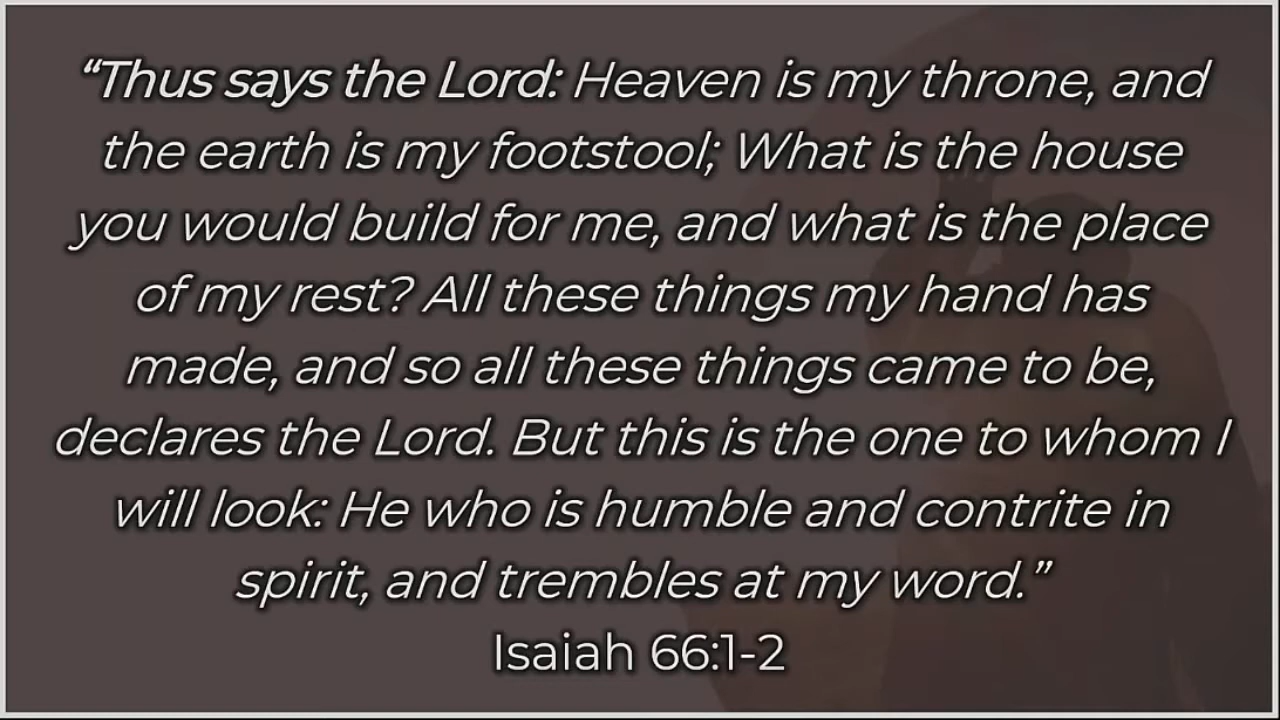 “Thus says the Lord: Heaven is my throne, and
the earth is my footstool; What is the house
you would build for me, and what is the place
of my rest? All these things my hand has
made, and so all these things came to be,
declares the Lord. But this is the one to whom I
will look: He who is humble and contrite in
spirit, and trembles at my word.”
Isaiah 66:1-2